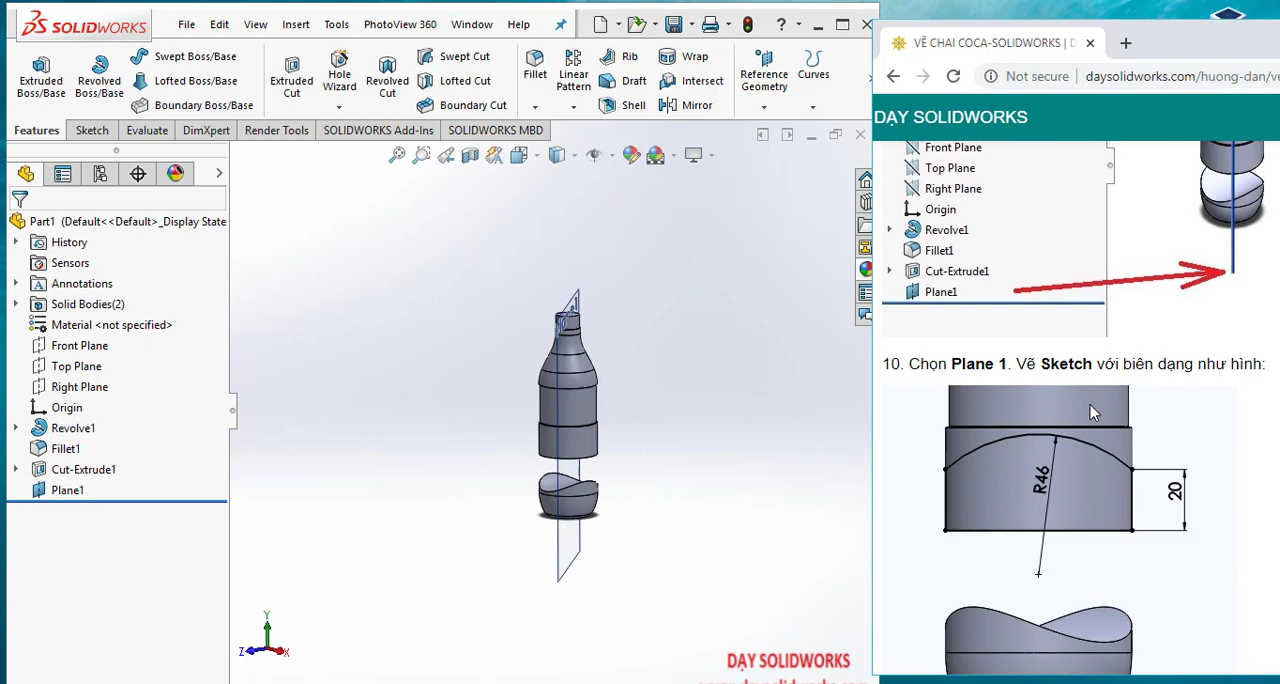 SOLIDWORKS
File Edit View Insert Tools PhotoView 360 Window Help
Extruded Boss/Base
Revolved Boss/Base
Swept Boss/Base
Lofted Boss/Base
Boundary Boss/Base
Extruded Cut
Hole Wizard
Revolved Cut
Swept Cut
Lofted Cut
Boundary Cut
Fillet
Linear Pattern
Rib
Draft
Shell
Wrap
Intersect
Mirror
Reference Geometry
Curves
Features Sketch Evaluate DimXpert Render Tools SOLIDWORKS Add-Ins SOLIDWORKS MBD
Part1 (Default<<Default>_Display State
History
Sensors
Annotations
Solid Bodies(2)
Material <not specified>
Front Plane
Top Plane
Right Plane
Origin
Revolve1
Fillet1
Cut-Extrude1
Plane1
Y
Z
X
DẠY SOLIDWORKS
VẼ CHAI COCA-SOLIDWORKS | D
Not secure | daysolidworks.com/huong-dan/ve
DẠY SOLIDWORKS
Front Plane
Top Plane
Right Plane
Origin
Revolve1
Fillet1
Cut-Extrude1
Plane1
10. Chọn Plane 1. Vẽ Sketch với biên dạng như hình:
R46
20